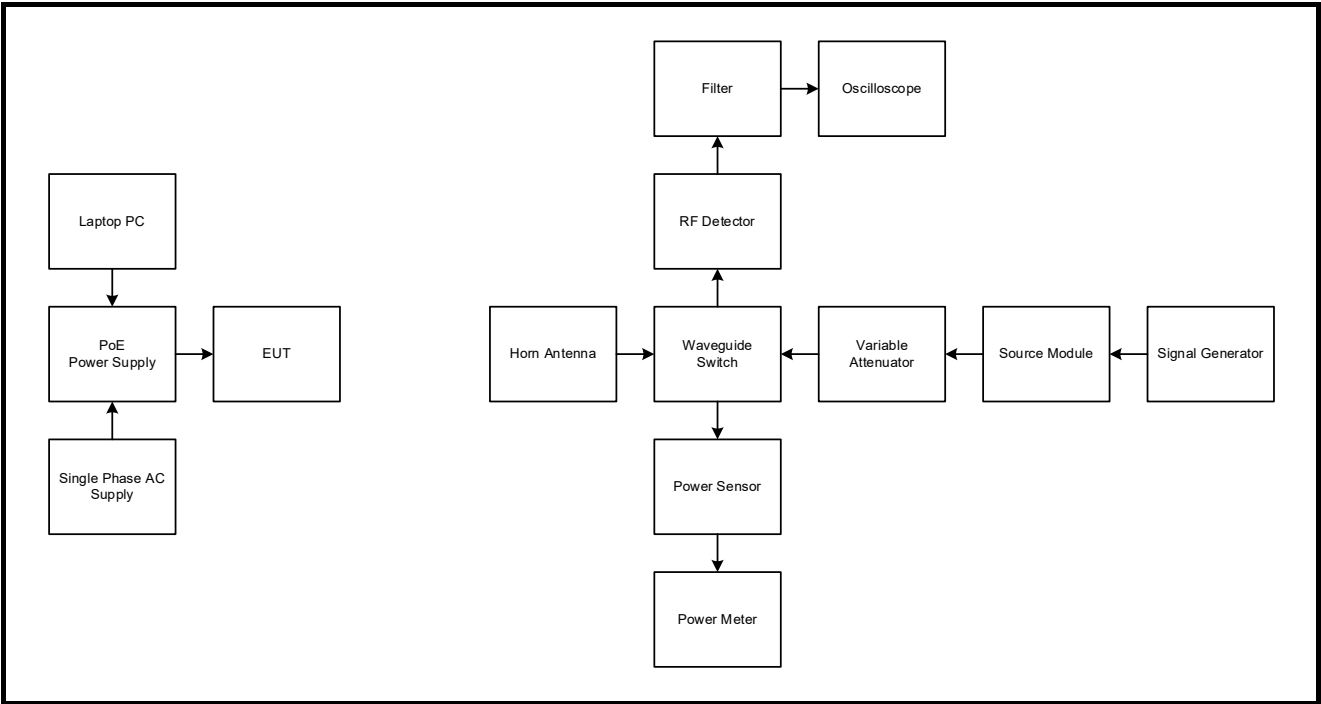 Filter
Oscilloscope
Laptop PC
RF Detector
PoE
Power Supply
EUT
Horn Antenna
Waveguide
Switch
Variable
Attenuator
Source Module
Signal Generator
Single Phase AC
Supply
Power Sensor
Power Meter